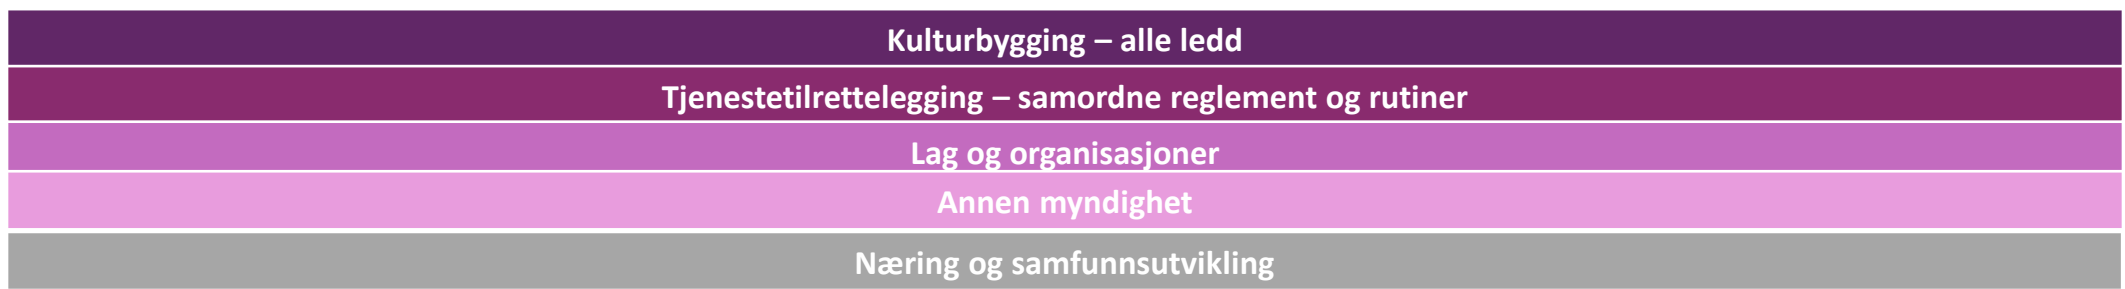 Kulturbygging – alle ledd
Tjenestetilrettelegging – samordne reglement og rutiner
Lag og organisasjoner
Annen myndighet
Næring og samfunnsutvikling